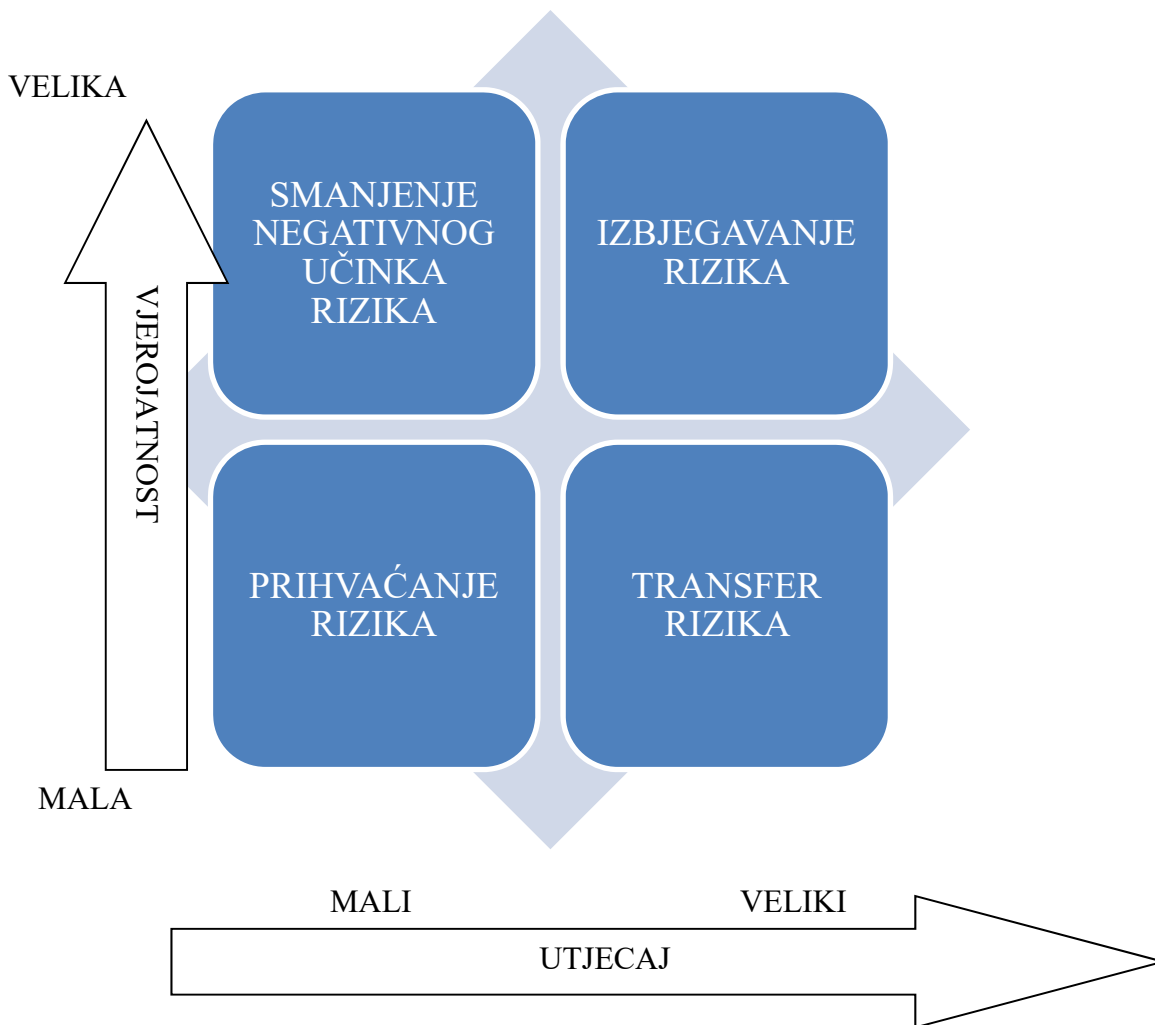 VELIKA
SMANJENJE
NEGATIVNOG
UČINKA
RIZIKA
IZBJEGAVANJE
RIZIKA
VJEROJATNOST
PRIHVAĆANJE
RIZIKA
TRANSFER
RIZIKA
MALA
MALI
VELIKI
UTJECAJ